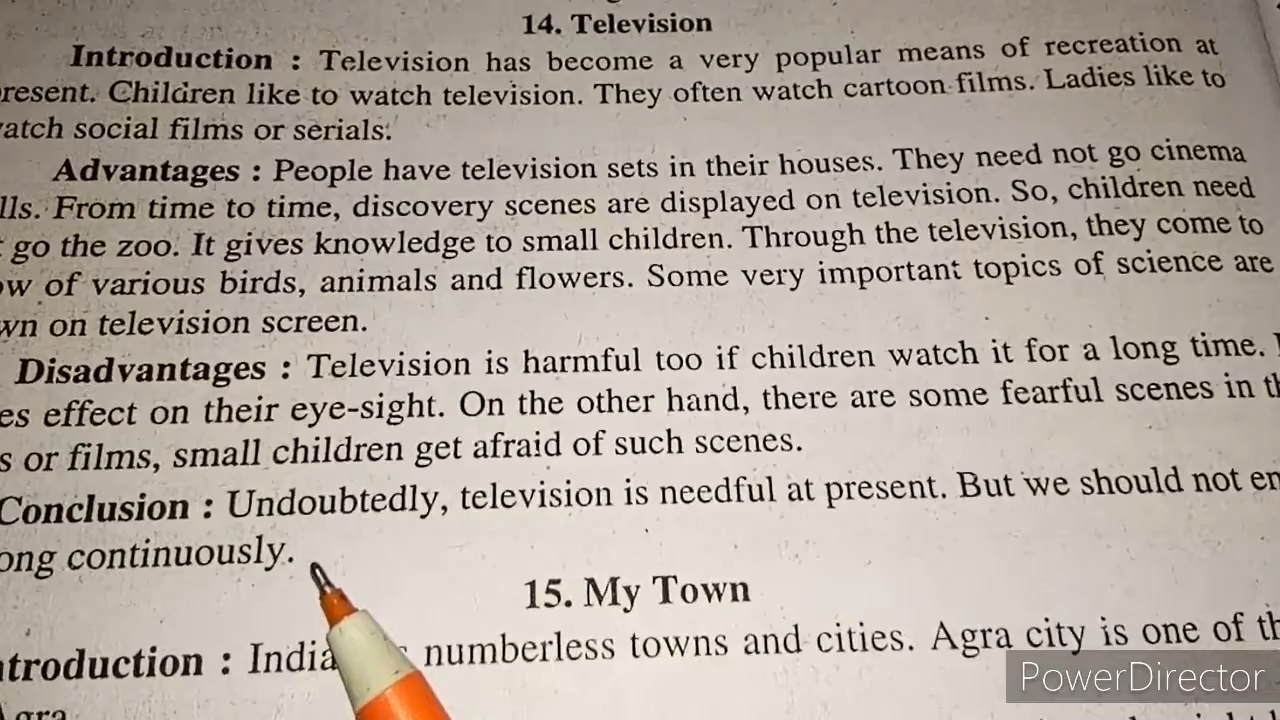 14. Television
Introduction : Television has become a very popular means of recreation at
resent. Children like to watch television. They often watch cartoon films. Ladies like to
atch social films or serials.
Advantages : People have television sets in their houses. They need not go cinema
lls. From time to time, discovery scenes are displayed on television. So, children need
go the zoo. It gives knowledge to small children. Through the television, they come to
ow of various birds, animals and flowers. Some very important topics of science are
wn on television screen.
Disadvantages : Television is harmful too if children watch it for a long time.
es effect on their eye-sight. On the other hand, there are some fearful scenes in th
s or films, small children get afraid of such scenes.
Conclusion : Undoubtedly, television is needful at present. But we should not en
ong continuously.
15. My Town
ntroduction : India numberless towns and cities. Agra city is one of th
Agra
PowerDirector